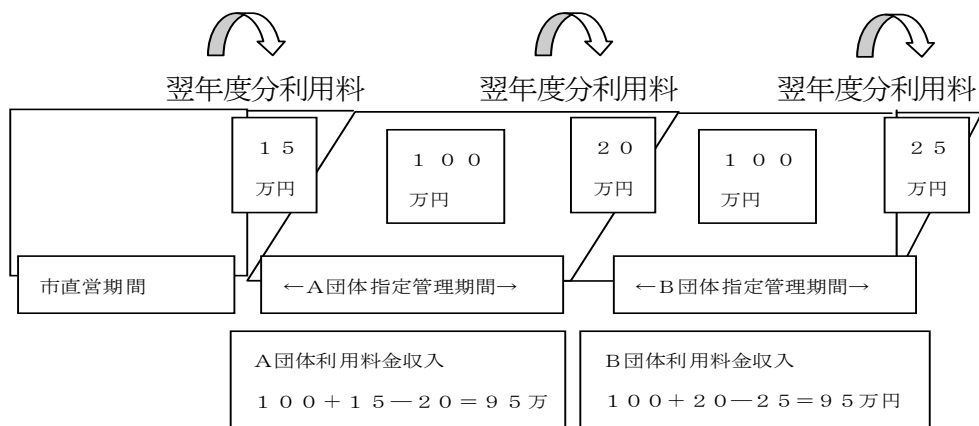 翌年度分利用料 翌年度分利用料 翌年度分利用料
１５
万円
１００
万円
２０
万円
１００
万円
２５
万円
市直営期間
←A団体指定管理期間→
←B団体指定管理期間→
A団体利用料金収入
１００＋１５―２０＝９５万
B団体利用料金収入
１００＋２０―２５＝９５万円